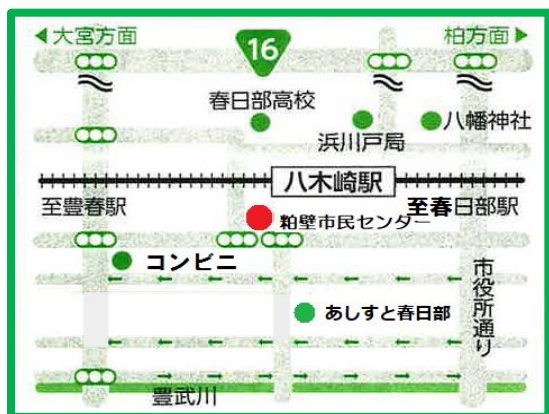 大宮方面
16
柏方面
春日部高校
浜川戸局
八幡神社
八木崎駅
至豊春駅
至春日部駅
粕壁市民センター
コンビニ
市役所通り
あしすと春日部
豊武川